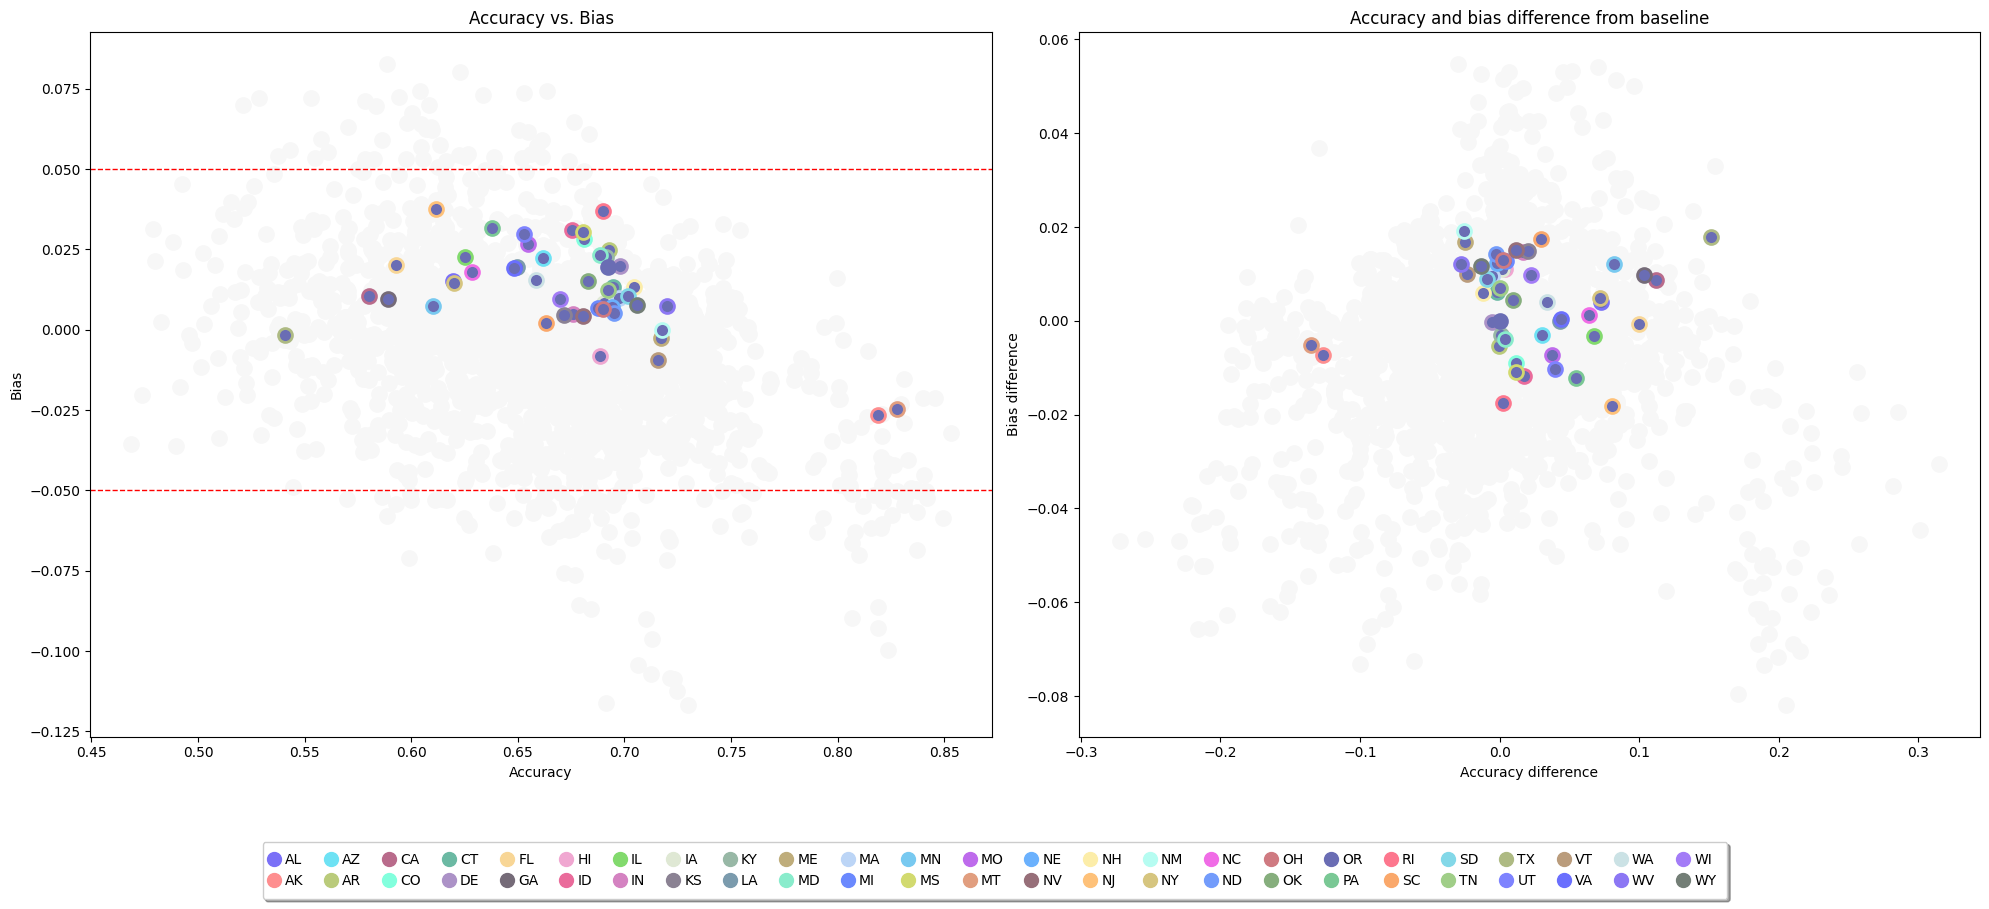 Accuracy vs. Bias
0.075
0.050
0.025
0.000
−0.025
−0.050
−0.075
−0.100
−0.125
Bias
0.45 0.50 0.55 0.60 0.65 0.70 0.75 0.80 0.85
Accuracy
Accuracy and bias difference from baseline
0.06
0.04
0.02
0.00
−0.02
−0.04
−0.06
−0.08
Bias difference
−0.3 −0.2 −0.1 0.0 0.1 0.2 0.3
Accuracy difference
AL AZ CA CT FL HI IL IA KY ME MA MN MO NE NH NM NC OH OR RI SD TX VT WA WI
AK AR CO DE GA ID IN KS LA MD MI MS MT NV NJ NY ND OK PA SC TN UT VA WV WY